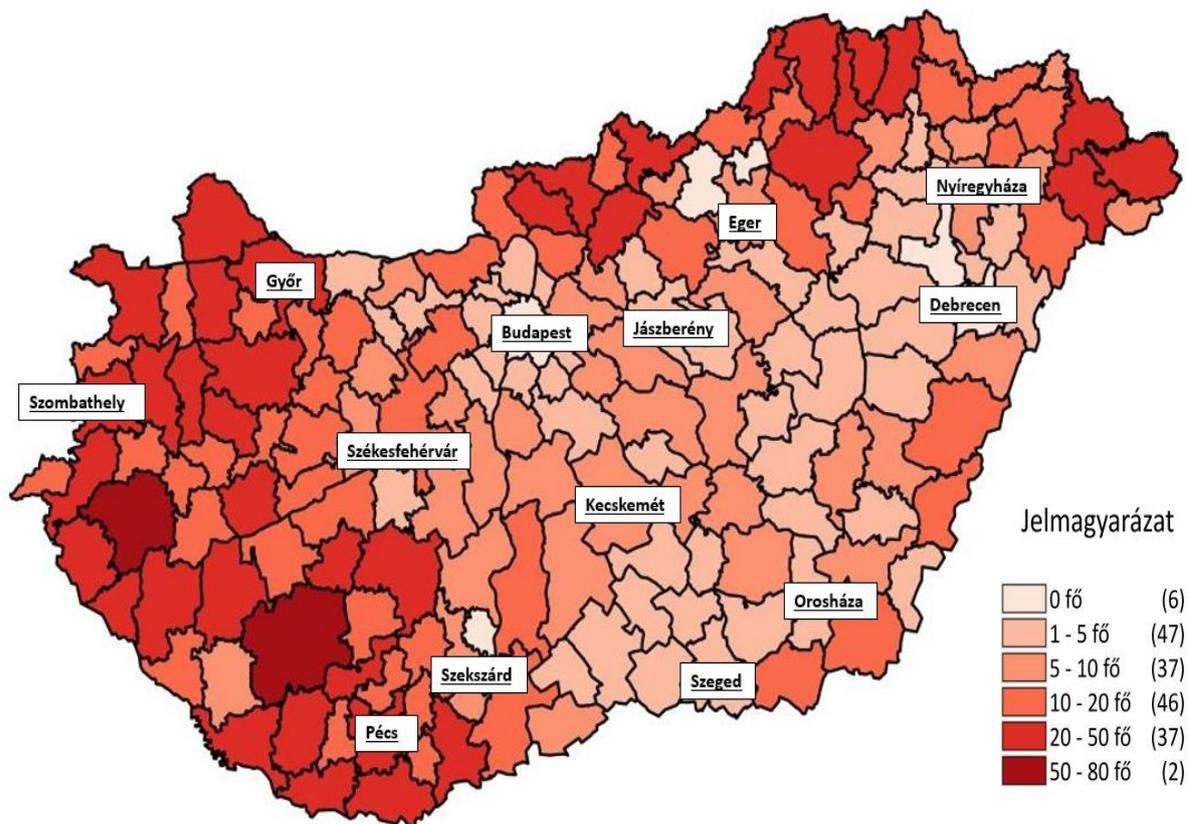 Nyíregyháza
Eger
Győr
Debrecen
Budapest
Jászberény
Szombathely
Székesfehérvár
Kecskemét
Orosháza
Szekszárd
Szeged
Pécs
Jelmagyarázat
0 fő (6)
1 - 5 fő (47)
5 - 10 fő (37)
10 - 20 fő (46)
20 - 50 fő (37)
50 - 80 fő (2)